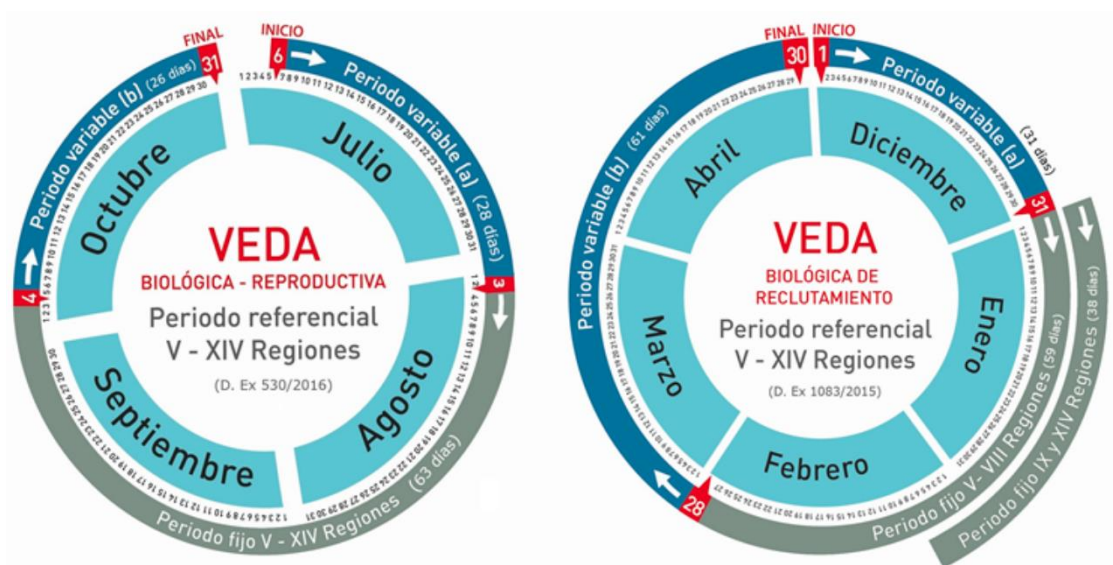 FINAL
31
INICIO
6
Periodo variable (a) (28 días)
3
Periodo fijo V - XIV Regiones (63 días)
4
Periodo variable (b) (26 días)
Julio
Agosto
Septiembre
Octubre
VEDA
BIOLÓGICA - REPRODUCTIVA
Periodo referencial
V - XIV Regiones
(D. Ex 530/2016)
FINAL
30
INICIO
1
Periodo variable (a) (31 días)
31
Periodo fijo V- VIII Regiones (59 días)
Periodo fijo IX y XIV Regiones (38 días)
28
Periodo variable (b) (61 días)
Diciembre
Enero
Febrero
Marzo
Abril
VEDA
BIOLÓGICA DE
RECLUTAMIENTO
Periodo referencial
V - XIV Regiones
(D. Ex 1083/2015)